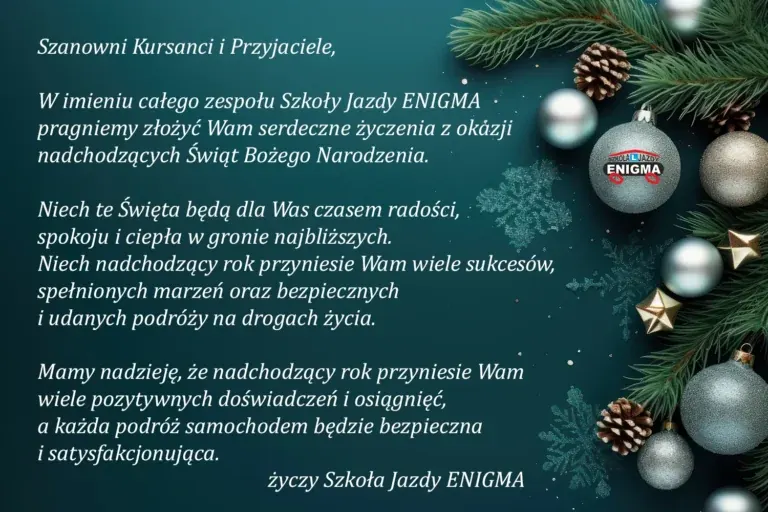 Szanowni Kursanci i Przyjaciele,
W imieniu całego zespołu Szkoły Jazdy ENIGMA
pragniemy złożyć Wam serdeczne życzenia z okazji
nadchodzących Świąt Bożego Narodzenia.
Niech te Święta będą dla Was czasem radości,
spokoju i ciepła w gronie najbliższych.
Niech nadchodzący rok przyniesie Wam wiele sukcesów,
spełnionych marzeń oraz bezpiecznych
i udanych podróży na drogach życia.
Mamy nadzieję, że nadchodzący rok przyniesie Wam
wiele pozytywnych doświadczeń i osiągnięć,
a każda podróż samochodem będzie bezpieczna
i satysfakcjonująca.
życzy Szkoła Jazdy ENIGMA
SZKOŁA L JAZDY
ENIGMA